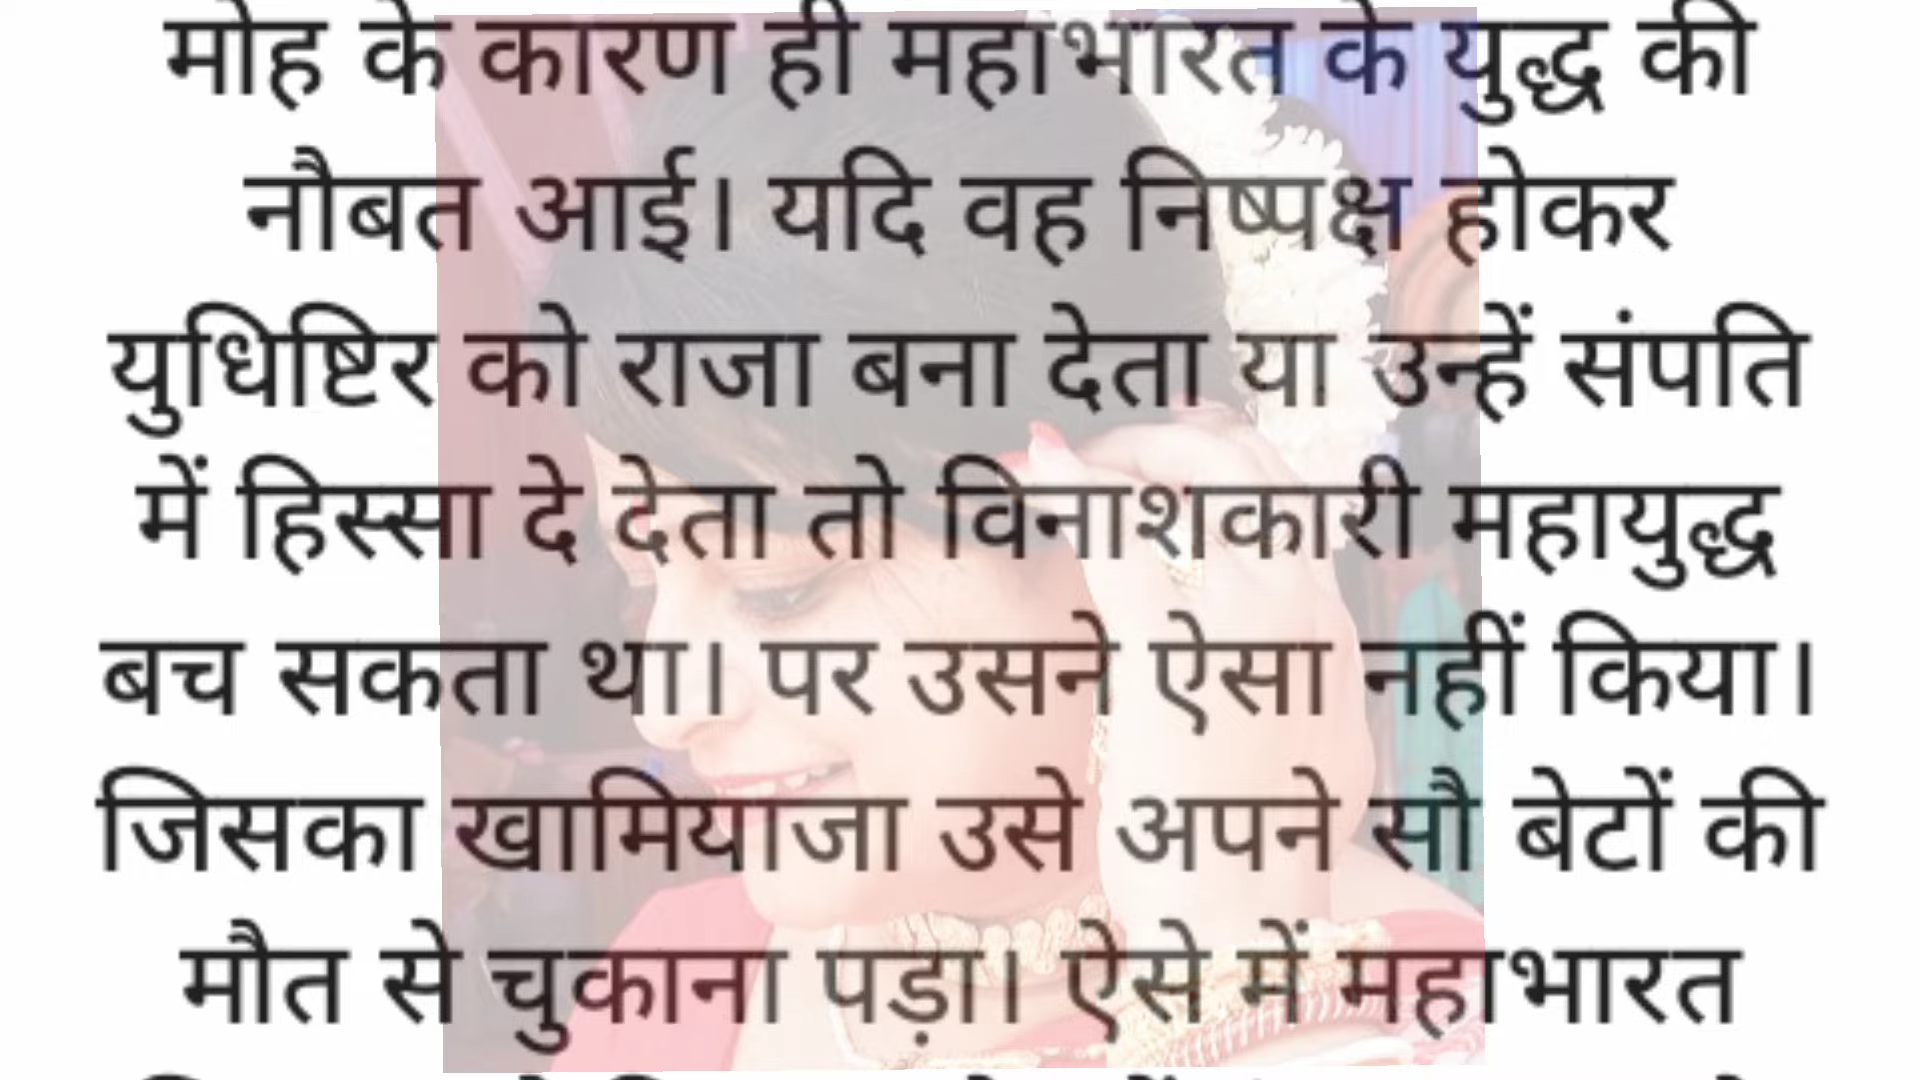 मोह के कारण ही महाभारत के युद्ध की
नौबत आई। यदि वह निष्पक्ष होकर
युधिष्टिर को राजा बना देता या उन्हें संपति
में हिस्सा दे देता तो विनाशकारी महायुद्ध
बच सकता था। पर उसने ऐसा नहीं किया।
जिसका खामियाजा उसे अपने सौ बेटों की
मौत से चुकाना पड़ा। ऐसे में महाभारत